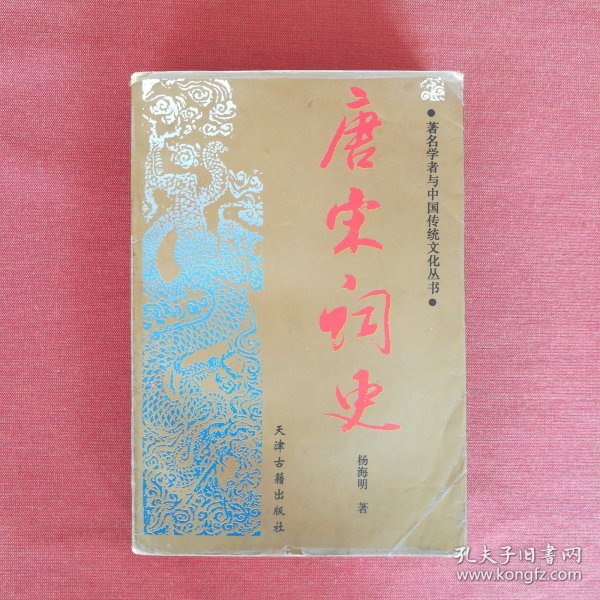 ●著名学者与中国传统文化丛书●
唐宋词史
杨海明 著
天津古籍出版社
孔夫子旧书网
www.kongfz.com